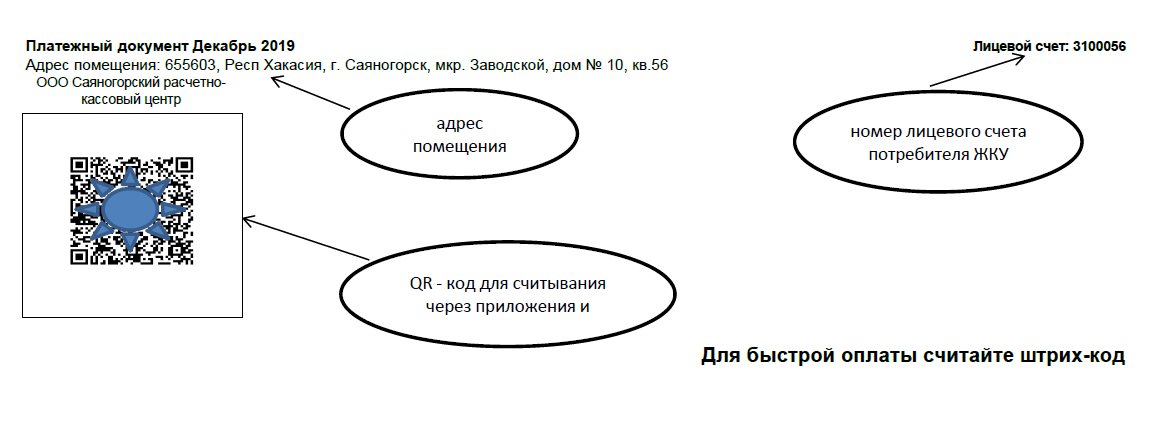 Платежный документ Декабрь 2019
Лицевой счет: 3100056
Адрес помещения: 655603, Респ Хакасия, г. Саяногорск, мкр. Заводской, дом № 10, кв.56
ООО Саяногорский расчетно-
кассовый центр
адрес
помещения
номер лицевого счета
потребителя ЖКУ
QR - код для считывания
через приложения и
Для быстрой оплаты считайте штрих-код